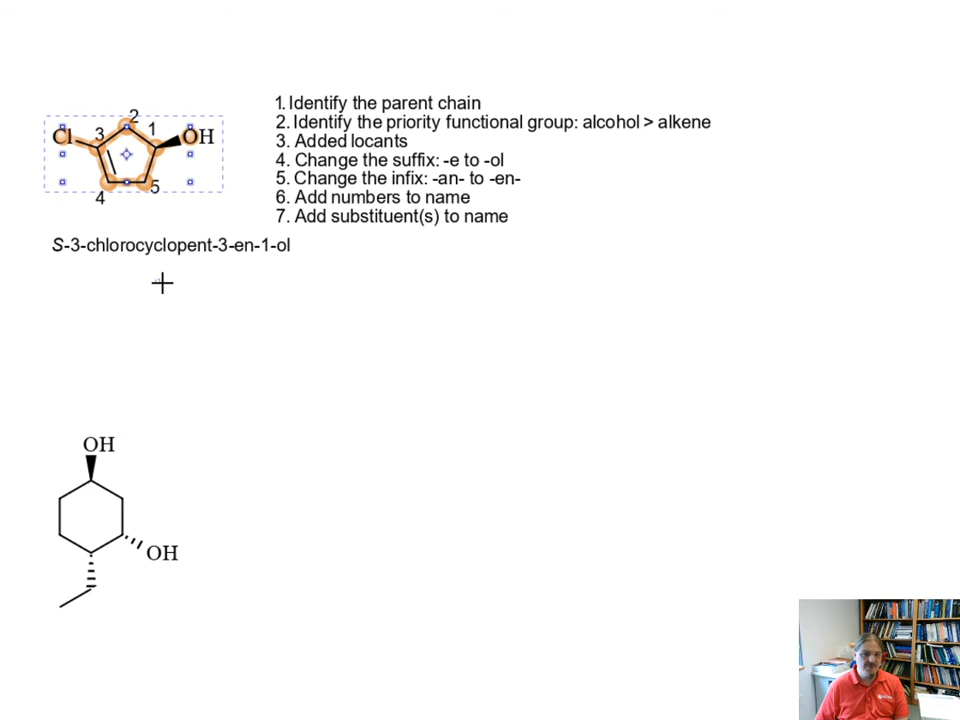 2
Cl 3 1 OH
4 5
S-3-chlorocyclopent-3-en-1-ol
1. Identify the parent chain
2. Identify the priority functional group: alcohol > alkene
3. Added locants
4. Change the suffix: -e to -ol
5. Change the infix: -an- to -en-
6. Add numbers to name
7. Add substituent(s) to name
OH
OH